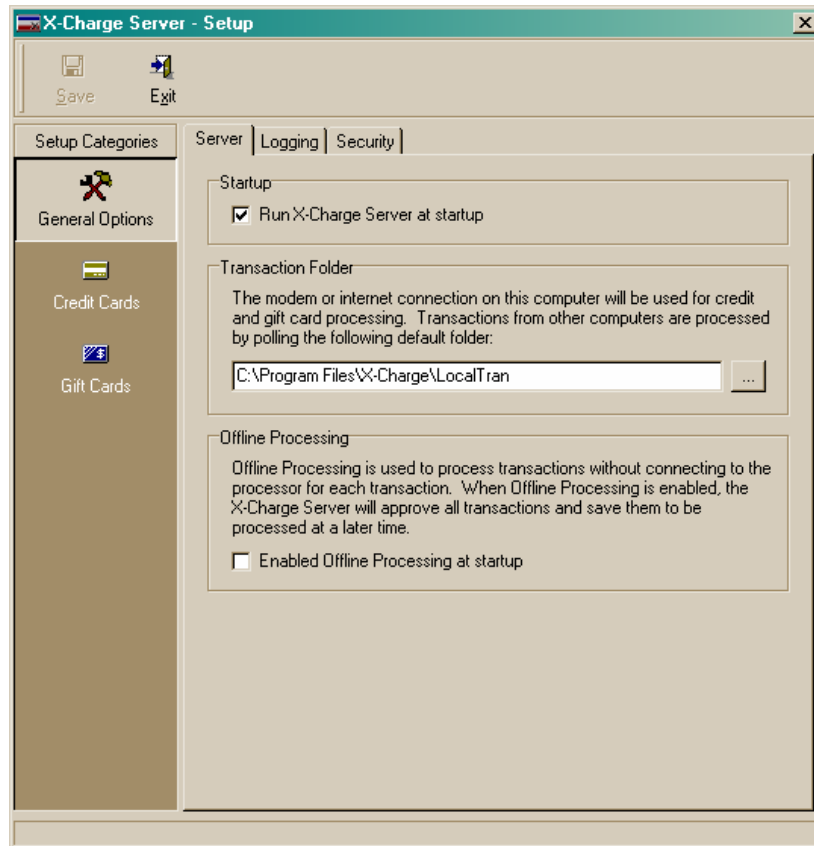 X-Charge Server - Setup
Save
Exit
Setup Categories
General Options
Credit Cards
Gift Cards
Server
Logging
Security
Startup
Run X-Charge Server at startup
Transaction Folder
The modem or internet connection on this computer will be used for credit
and gift card processing. Transactions from other computers are processed
by polling the following default folder:
C:\Program Files\X-Charge\LocalTran
...
Offline Processing
Offline Processing is used to process transactions without connecting to the
processor for each transaction. When Offline Processing is enabled, the
X-Charge Server will approve all transactions and save them to be
processed at a later time.
Enabled Offline Processing at startup